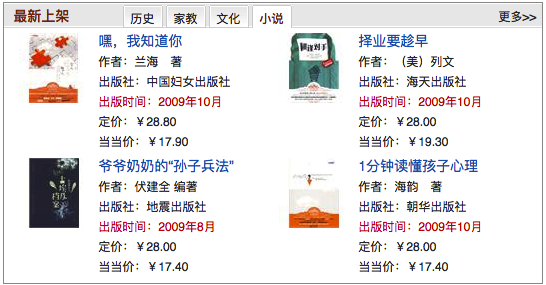 最新上架 历史 家教 文化 小说 更多>>
嘿，我知道你
作者：兰海　著
出版社：中国妇女出版社
出版时间：2009年10月
定价：￥28.80
当当价：￥17.90
择业要趁早
作者：（美）列文
出版社：海天出版社
出版时间：2009年10月
定价：￥28.00
当当价：￥19.30
爷爷奶奶的“孙子兵法”
作者：伏建全 编著
出版社：地震出版社
出版时间：2009年8月
定价：￥28.00
当当价：￥17.40
1分钟读懂孩子心理
作者：海韵　著
出版社：朝华出版社
出版时间：2009年10月
定价：￥28.00
当当价：￥17.40